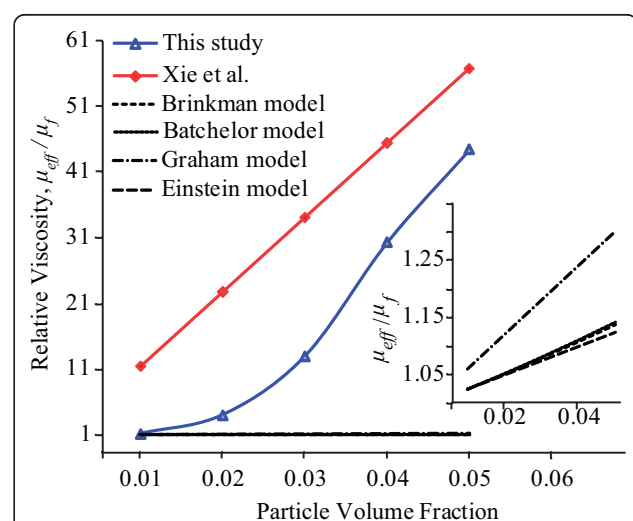 61
51
41
31
21
11
1
Relative Viscosity, μeff/μf
This study
Xie et al.
Brinkman model
Batchelor model
Graham model
Einstein model
1.25
1.15
1.05
μeff/μf
0.02 0.04
0.01 0.02 0.03 0.04 0.05 0.06
Particle Volume Fraction